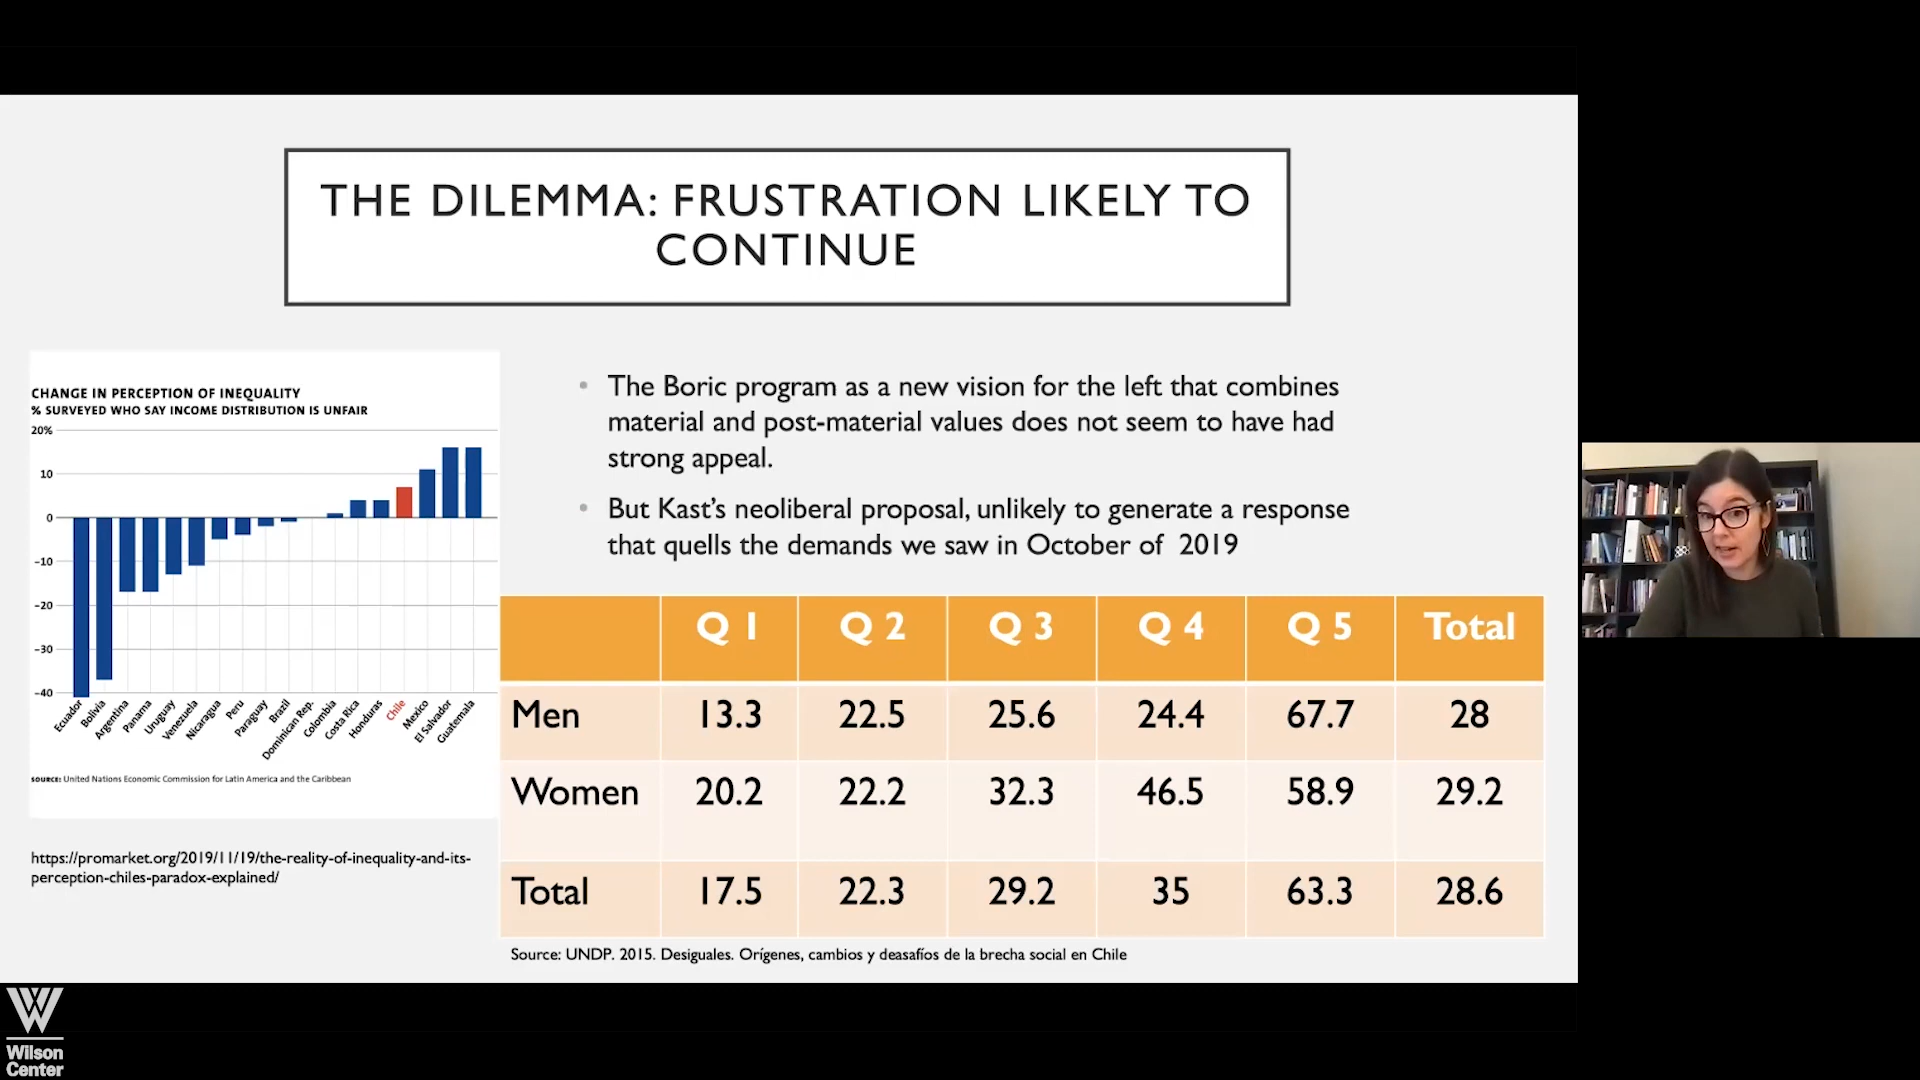 THE DILEMMA: FRUSTRATION LIKELY TO
CONTINUE
CHANGE IN PERCEPTION OF INEQUALITY
% SURVEYED WHO SAY INCOME DISTRIBUTION IS UNFAIR
20%
10
0
-10
-20
-30
-40
Ecuador
Bolivia
Argentina
Panama
Uruguay
Venezuela
Nicaragua
Peru
Paraguay
Brazil
Dominican Rep.
Colombia
Costa Rica
Honduras
Chile
Mexico
El Salvador
Guatemala
SOURCE: United Nations Economic Commission for Latin America and the Caribbean
https://promarket.org/2019/11/19/the-reality-of-inequality-and-its-
perception-chiles-paradox-explained/
• The Boric program as a new vision for the left that combines
material and post-material values does not seem to have had
strong appeal.
• But Kast's neoliberal proposal, unlikely to generate a response
that quells the demands we saw in October of 2019
Q 1 Q 2 Q 3 Q 4 Q 5 Total
Men 13.3 22.5 25.6 24.4 67.7 28
Women 20.2 22.2 32.3 46.5 58.9 29.2
Total 17.5 22.3 29.2 35 63.3 28.6
Source: UNDP. 2015. Desiguales. Orígenes, cambios y deasafíos de la brecha social en Chile
Wilson
Center